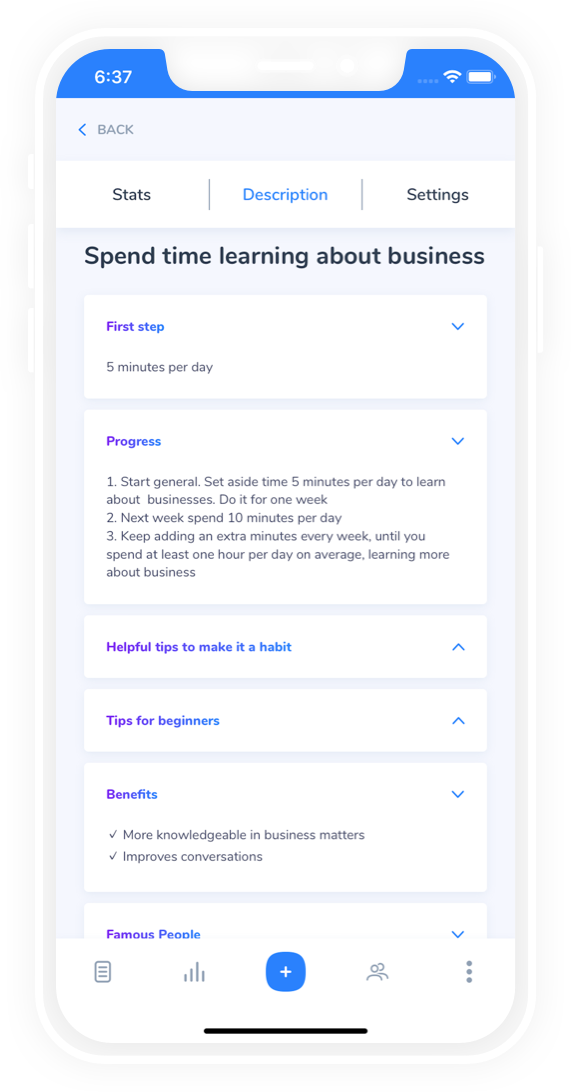 6:37
BACK
Stats
Description
Settings
Spend time learning about business
First step
5 minutes per day
Progress
1. Start general. Set aside time 5 minutes per day to learn
about  businesses. Do it for one week
2. Next week spend 10 minutes per day
3. Keep adding an extra minutes every week, until you
spend at least one hour per day on average, learning more
about business
Helpful tips to make it a habit
Tips for beginners
Benefits
✓ More knowledgeable in business matters
✓ Improves conversations
Famous People